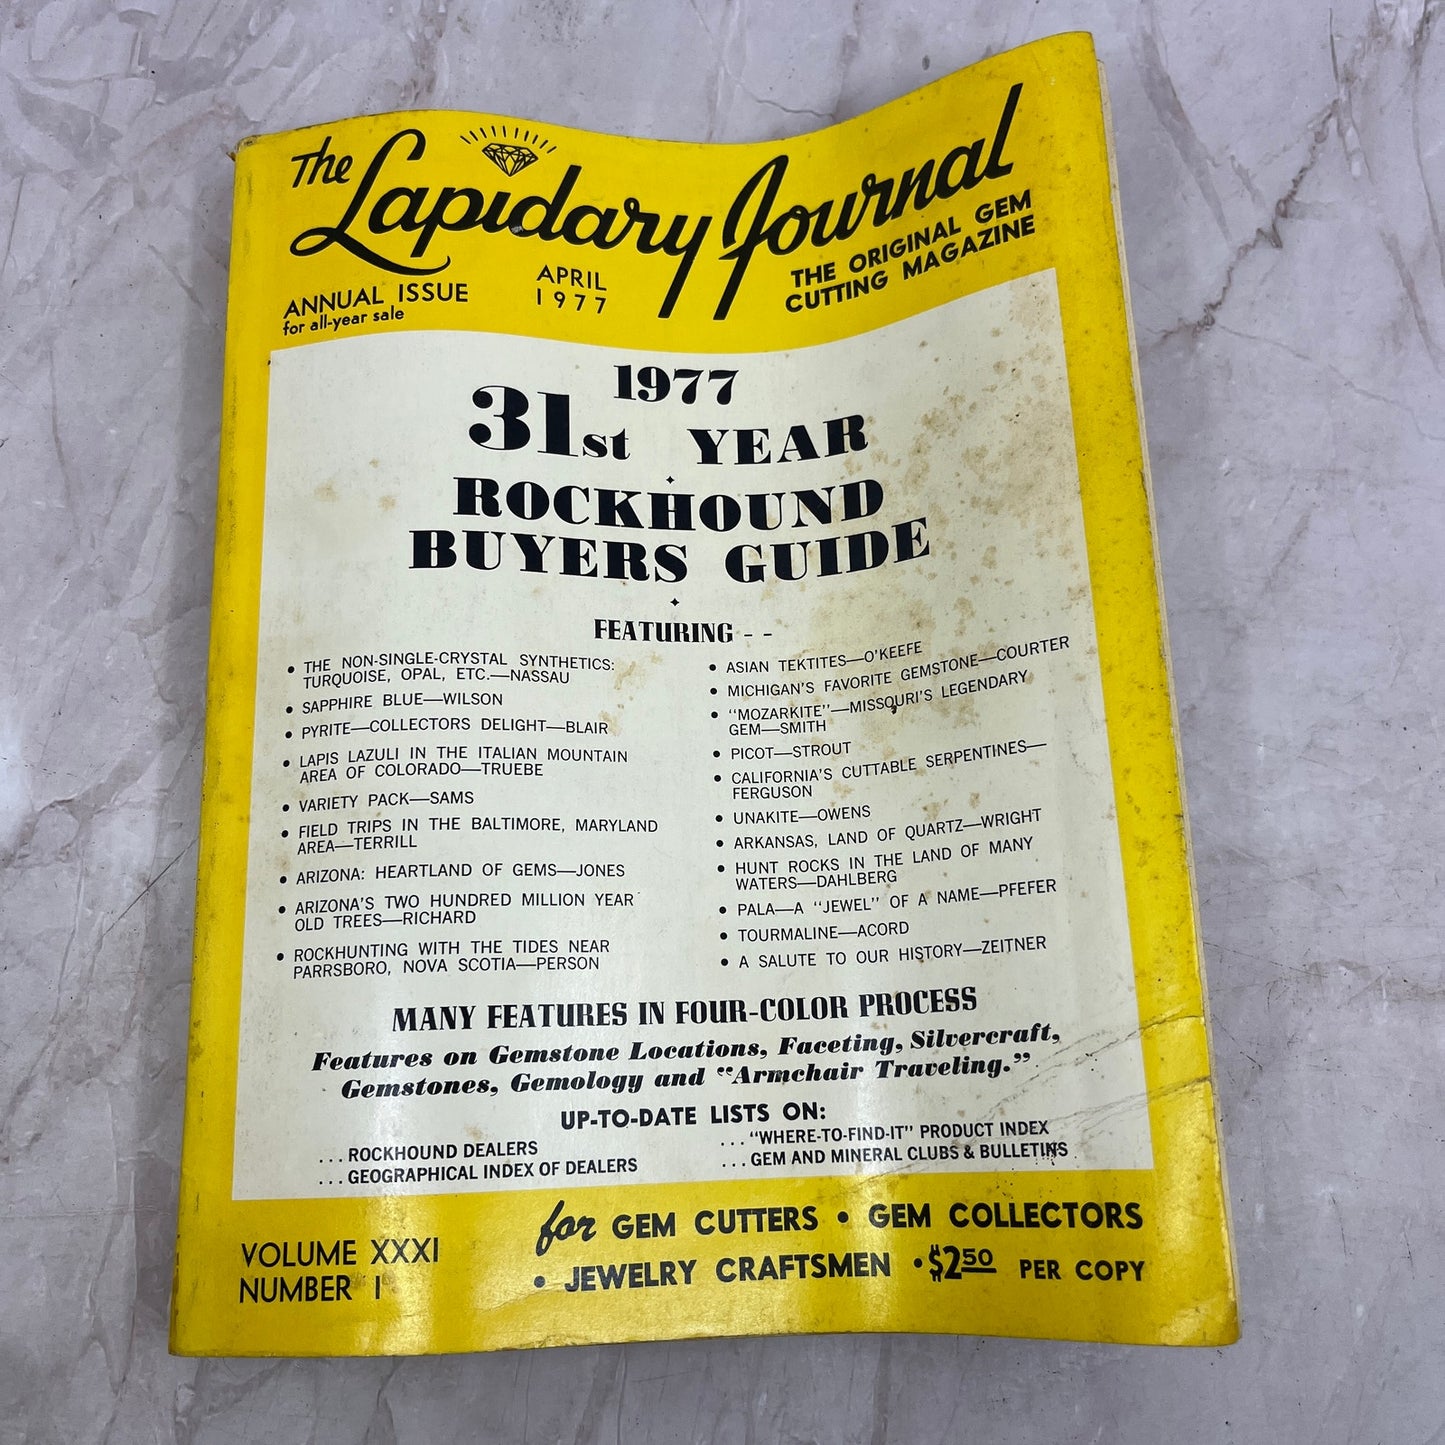 The Lapidary Journal
ANNUAL ISSUE
for all-year sale
APRIL
1977
THE ORIGINAL GEM
CUTTING MAGAZINE
1977
31st YEAR
ROCKHOUND
BUYERS GUIDE
FEATURING - -
• THE NON-SINGLE-CRYSTAL SYNTHETICS:
TURQUOISE, OPAL, ETC.—NASSAU
• SAPPHIRE BLUE—WILSON
• PYRITE—COLLECTORS DELIGHT—BLAIR
• LAPIS LAZULI IN THE ITALIAN MOUNTAIN
AREA OF COLORADO—TRUEBE
• VARIETY PACK—SAMS
• FIELD TRIPS IN THE BALTIMORE, MARYLAND
AREA—TERRILL
• ARIZONA: HEARTLAND OF GEMS—JONES
• ARIZONA'S TWO HUNDRED MILLION YEAR
OLD TREES—RICHARD
• ROCKHUNTING WITH THE TIDES NEAR
PARRSBORO, NOVA SCOTIA—PERSON
• ASIAN TEKTITES—O'KEEFE
• MICHIGAN'S FAVORITE GEMSTONE—COURTER
• "MOZARKITE"—MISSOURI'S LEGENDARY
GEM—SMITH
• PICOT—STROUT
• CALIFORNIA'S CUTTABLE SERPENTINES—
FERGUSON
• UNAKITE—OWENS
• ARKANSAS, LAND OF QUARTZ—WRIGHT
• HUNT ROCKS IN THE LAND OF MANY
WATERS—DAHLBERG
• PALA—A "JEWEL" OF A NAME—PFEFER
• TOURMALINE—ACORD
• A SALUTE TO OUR HISTORY—ZEITNER
MANY FEATURES IN FOUR-COLOR PROCESS
Features on Gemstone Locations, Faceting, Silvercraft,
Gemstones, Gemology and "Armchair Traveling."
UP-TO-DATE LISTS ON:
...ROCKHOUND DEALERS
...GEOGRAPHICAL INDEX OF DEALERS
..."WHERE-TO-FIND-IT" PRODUCT INDEX
...GEM AND MINERAL CLUBS & BULLETINS
VOLUME XXXI
NUMBER 1
for GEM CUTTERS • GEM COLLECTORS
• JEWELRY CRAFTSMEN • $2.50 PER COPY